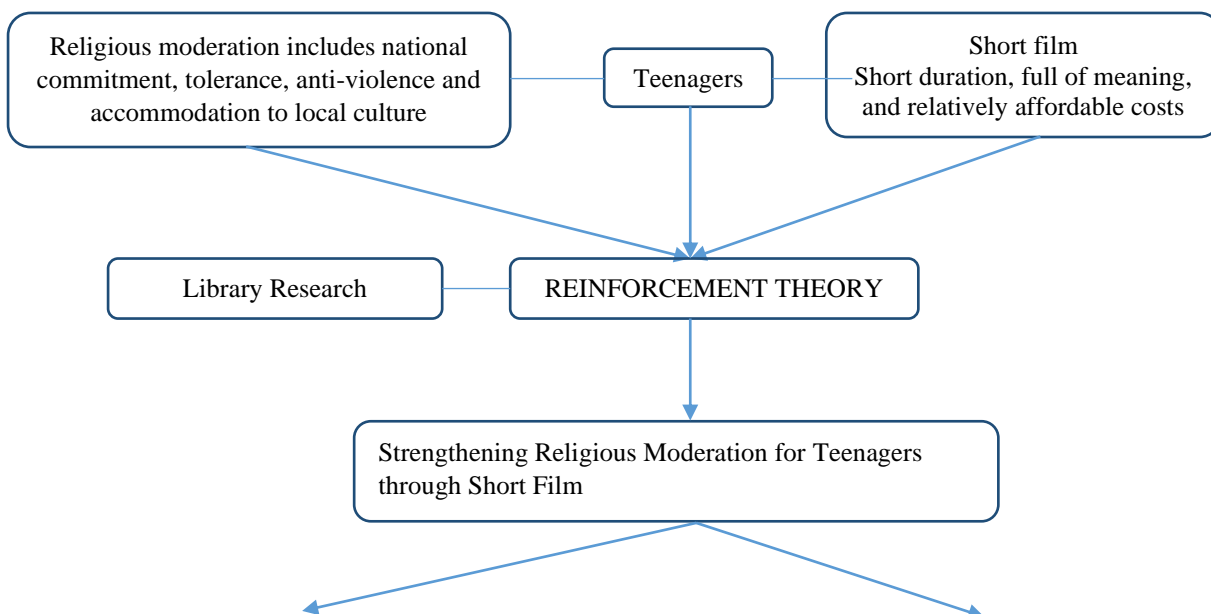 Religious moderation includes national
commitment, tolerance, anti-violence and
accommodation to local culture
Teenagers
Short film
Short duration, full of meaning,
and relatively affordable costs
Library Research
REINFORCEMENT THEORY
Strengthening Religious Moderation for Teenagers
through Short Film